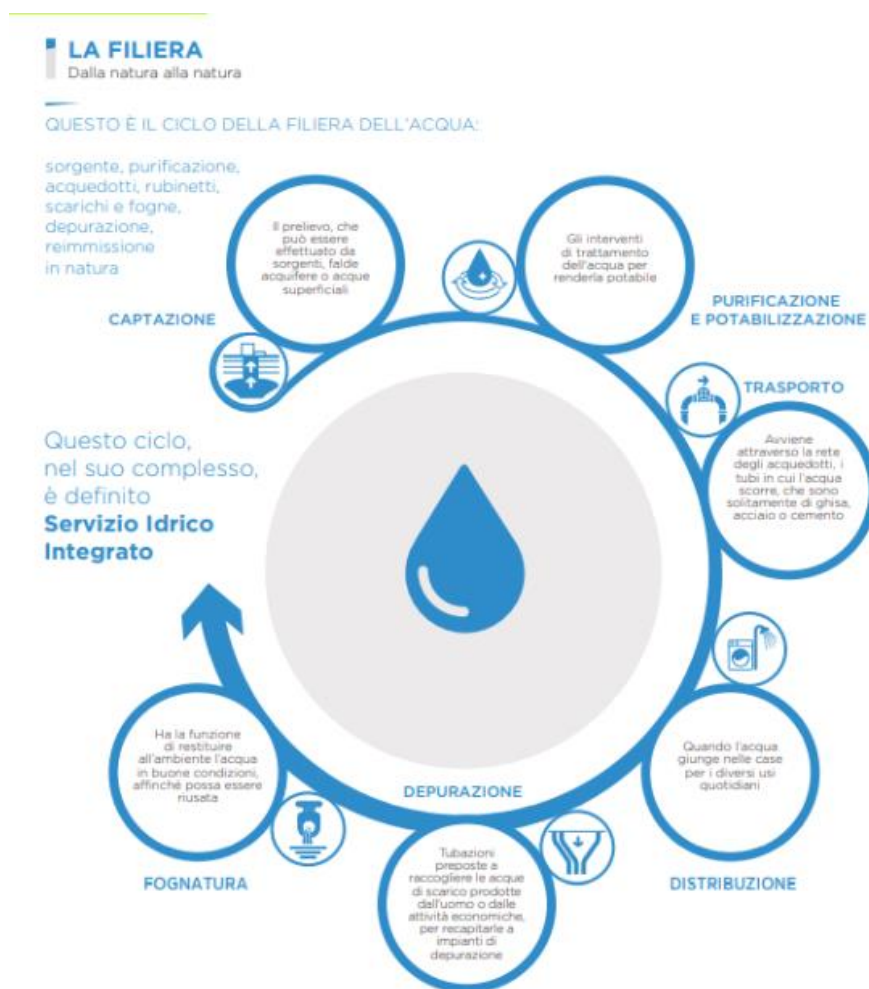 LA FILIERA
Dalla natura alla natura
QUESTO È IL CICLO DELLA FILIERA DELL'ACQUA:
sorgente, purificazione,
acquedotti, rubinetti,
scarichi e fogne,
depurazione,
reimmissione
in natura
Il prelievo, che
può essere
effettuato da
sorgenti, falde
acquifere o acque
superficiali
CAPTAZIONE
Gli interventi
di trattamento
dell'acqua per
renderla potabile
PURIFICAZIONE
E POTABILIZZAZIONE
TRASPORTO
Avviene
attraverso la rete
degli acquedotti, i
tubi in cui l'acqua
scorre, che sono
solitamente di ghisa,
acciaio o cemento
Questo ciclo,
nel suo complesso,
è definito
Servizio Idrico
Integrato
Quando l'acqua
giunge nelle case
per i diversi usi
quotidiani
DISTRIBUZIONE
DEPURAZIONE
Tubazioni
preposte a
raccogliere le acque
di scarico prodotte
dall'uomo o dalle
attività economiche,
per recapitarle a
impianti di
depurazione
Ha la funzione
di restituire
all'ambiente l'acqua
in buone condizioni,
affinché possa essere
riusata
FOGNATURA